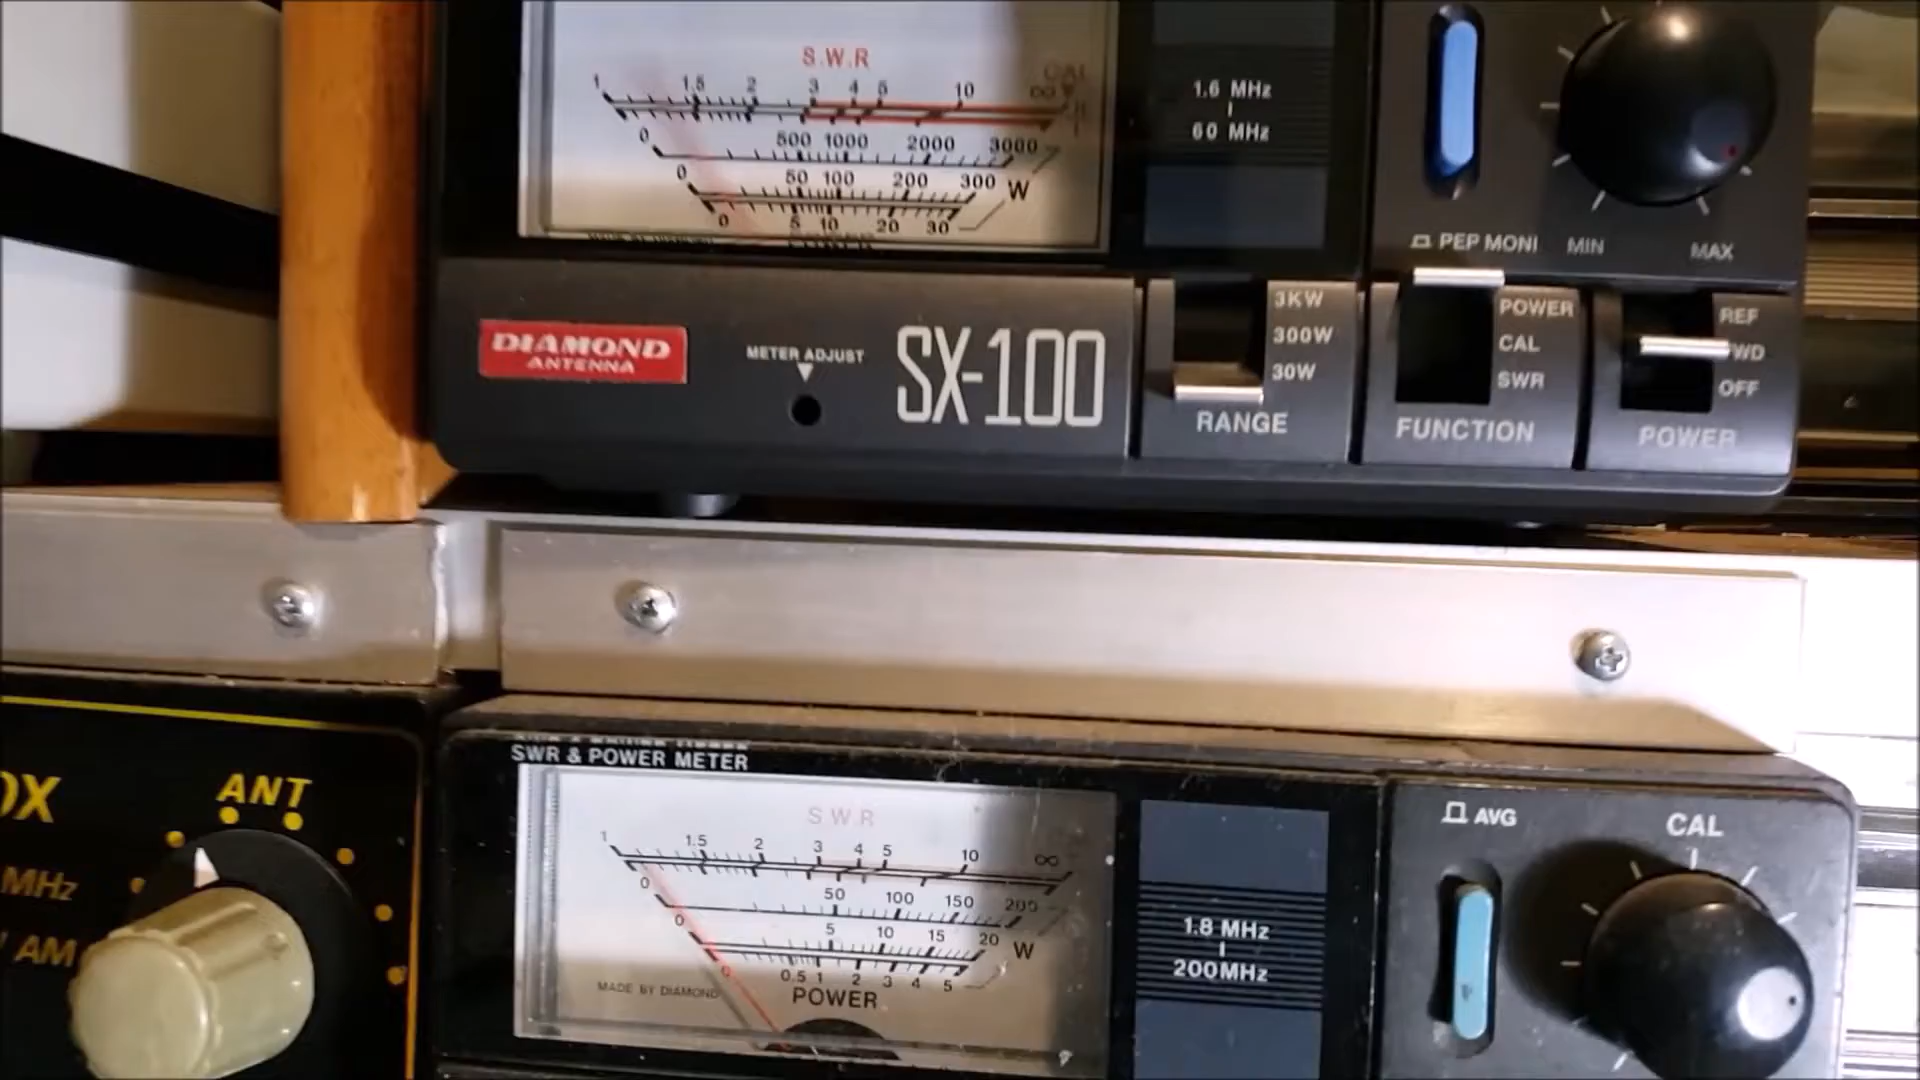 S.W.R
1 1.5 2 3 4 5 10 ∞
CAL
0 500 1000 2000 3000
0 50 100 200 300 W
0 5 10 20 30
1.6 MHz
60 MHz
PEP MONI
MIN
MAX
DIAMOND
ANTENNA
METER ADJUST
SX-100
3KW
300W
30W
RANGE
POWER
CAL
SWR
FUNCTION
REF
WD
OFF
POWER
OX
ANT
MHz
AM
SWR & POWER METER
S.W.R
1 1.5 2 3 4 5 10 ∞
0 50 100 150 200
0 5 10 15 20 W
0 0.5 1 2 3 4 5
MADE BY DIAMOND
POWER
1.8 MHz
200MHz
AVG
CAL